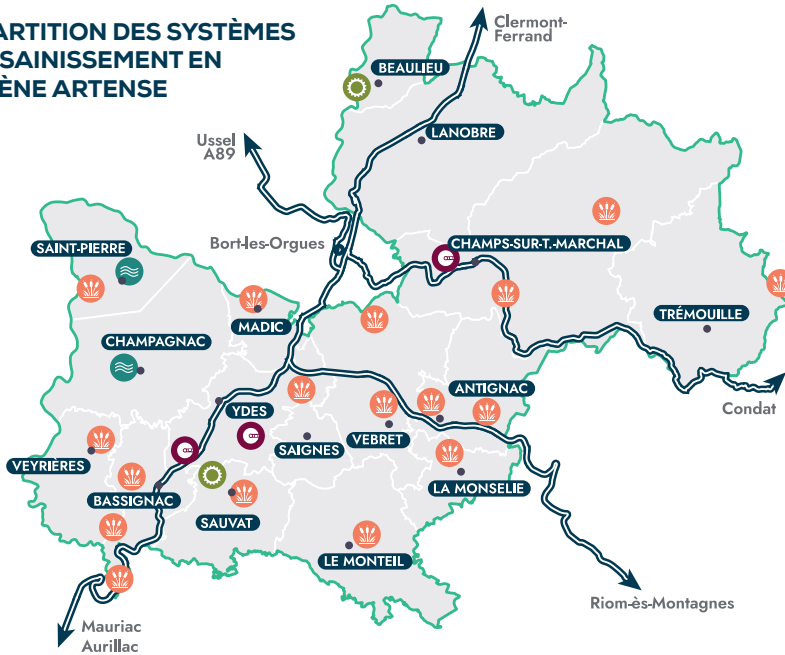 ARTITION DES SYSTÈMES
SAINISSEMENT EN
ÈNE ARTENSE
Clermont-
Ferrand
BEAULIEU
LANOBRE
Ussel
A89
Bort-les-Orgues
CHAMPS-SUR-T.-MARCHAL
SAINT-PIERRE
MADIC
TRÉMOUILLE
CHAMPAGNAC
ANTIGNAC
Condat
YDES
VEBRET
SAIGNES
VEYRIÈRES
LA MONSELIE
BASSIGNAC
SAUVAT
LE MONTEIL
Riom-ès-Montagnes
Mauriac
Aurillac